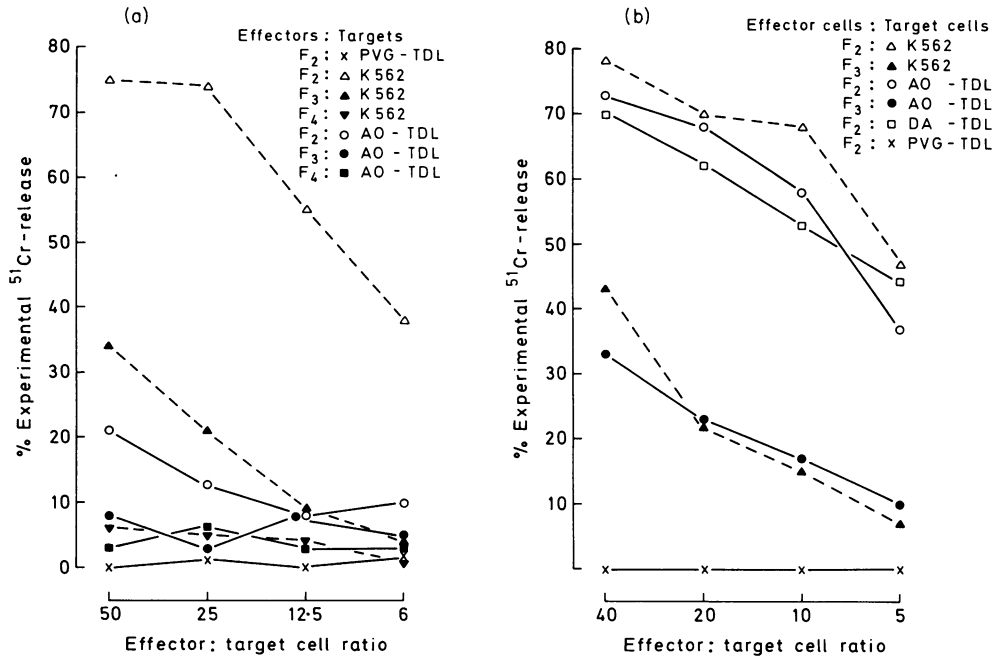 (a)
Effectors : Targets
F2 : × PVG-TDL
F2 : △ K562
F3 : ▲ K562
F4 : ▼ K562
F2 : ○ AO - TDL
F3 : ● AO - TDL
F4 : ■ AO - TDL
80
70
60
50
40
30
20
10
0
% Experimental 51Cr-release
50 25 12·5 6
Effector : target cell ratio
(b)
Effector cells : Target cells
F2 : △ K562
F3 : ▲ K562
F2 : ○ AO - TDL
F3 : ● AO - TDL
F2 : □ DA - TDL
F2 : × PVG-TDL
80
70
60
50
40
30
20
10
% Experimental 51Cr-release
40 20 10 5
Effector : target cell ratio